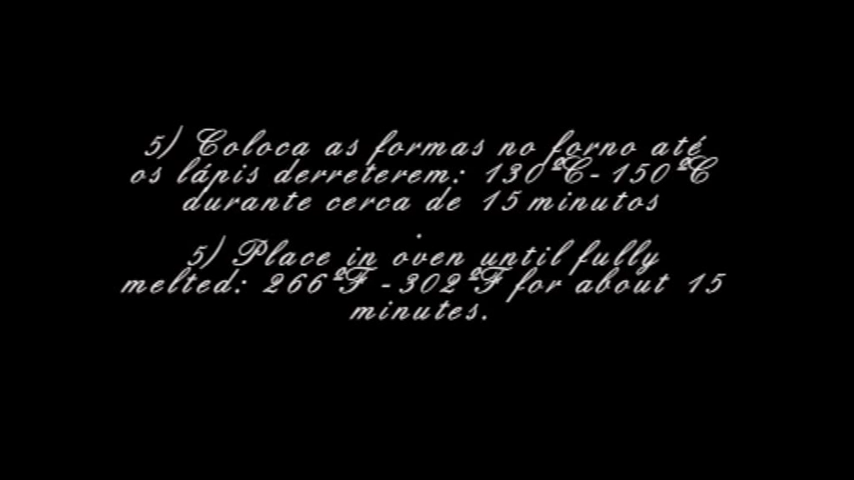 5) Coloca as formas no forno até
os lápis derreterem: 130ºC-150ºC
durante cerca de 15 minutos
.
5) Place in oven until fully
melted: 266ºF -302ºF for about 15
minutes.